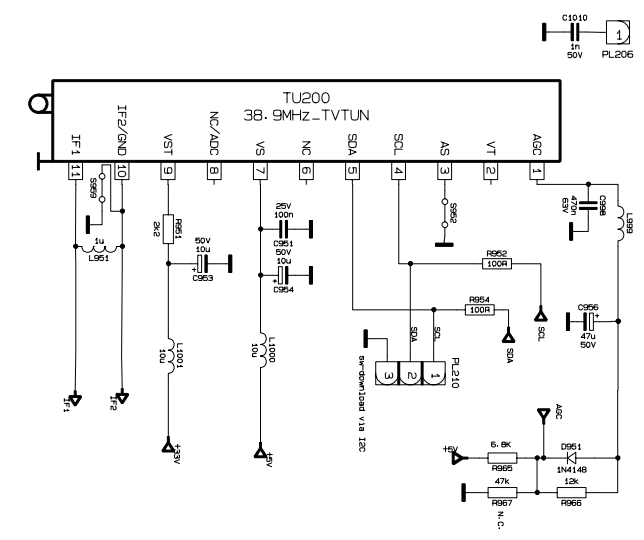 C1010
1n
50V
1
PL206
TU200
38.9MHz_TVTUN
IF1
IF2/GND
VST
NC/ADC
VS
NC
SDA
SCL
AS
VT
AGC
11
10
9
8
7
6
5
4
3
2
1
S959
1u
L951
R951
2k2
50V
10u
C953
25V
100n
C951
50V
10u
C954
S952
C998
470n
63V
L999
R952
100R
R954
100R
C956
47u
50V
SCL
SDA
L1001
10u
L1000
10u
SDA
SCL
3
2
1
PL210
sw-download via I2C
IF1
IF2
+33V
+5V
AGC
+5V
6.8K
R965
D951
1N4148
47k
R967
N.C.
12k
R966